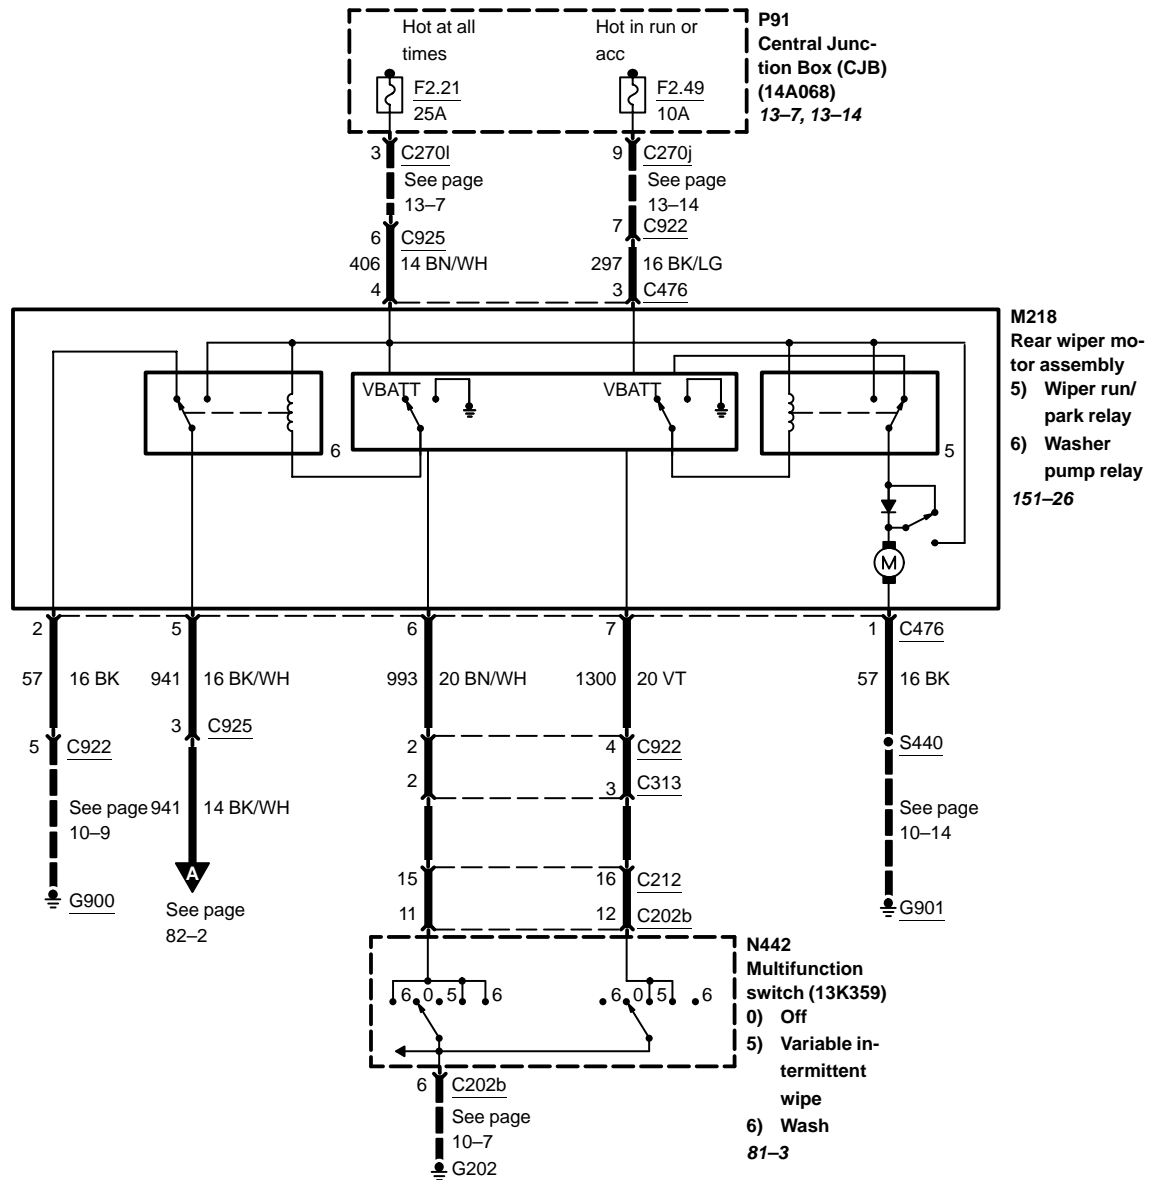 Hot at all
times
Hot in run or
acc
F2.21
25A
F2.49
10A
P91
Central Junc-
tion Box (CJB)
(14A068)
13–7, 13–14
3 C270l
See page
13–7
9 C270j
See page
13–14
7 C922
6 C925
406 14 BN/WH
4
297 16 BK/LG
3 C476
M218
Rear wiper mo-
tor assembly
5) Wiper run/
park relay
6) Washer
pump relay
151–26
VBATT
VBATT
6
5
M
2
5
6
7
1 C476
57 16 BK
941 16 BK/WH
993 20 BN/WH
1300 20 VT
57 16 BK
3 C925
5 C922
2
4 C922
S440
2
3 C313
See page
10–9
941 14 BK/WH
See page
10–14
A
15
16 C212
G900
See page
82–2
11
12 C202b
G901
N442
Multifunction
switch (13K359)
0) Off
5) Variable in-
termittent
wipe
6) Wash
81–3
6 0 5 6
6 0 5 6
6 C202b
See page
10–7
G202